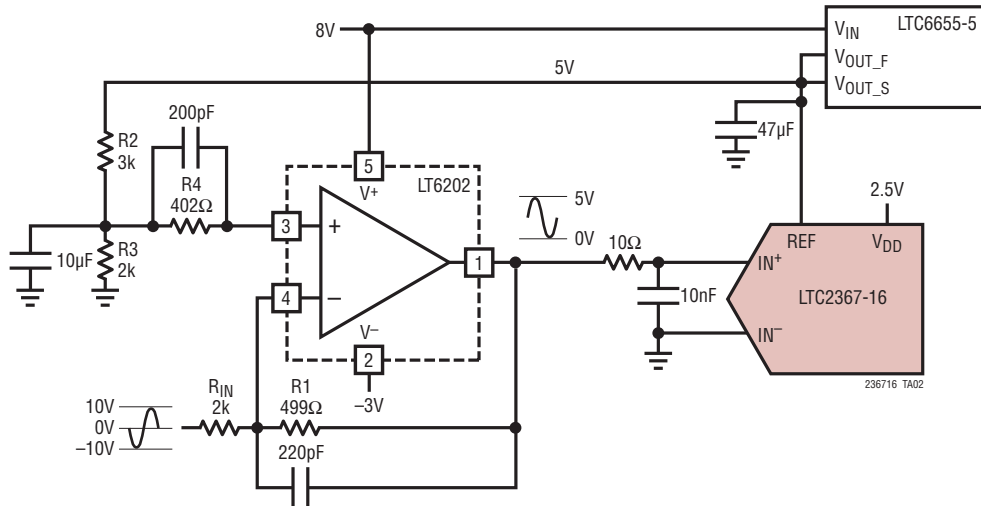 8V
V_IN
LTC6655-5
V_OUT_F
5V
V_OUT_S
200pF
47µF
R2
3k
5
LT6202
V+
R4
402Ω
2.5V
5V
0V
3
+
10Ω
REF
V_DD
10µF
R3
2k
1
IN+
4
–
10nF
LTC2367-16
V–
IN–
2
–3V
236716 TA02
R_IN
2k
R1
499Ω
10V
0V
–10V
220pF